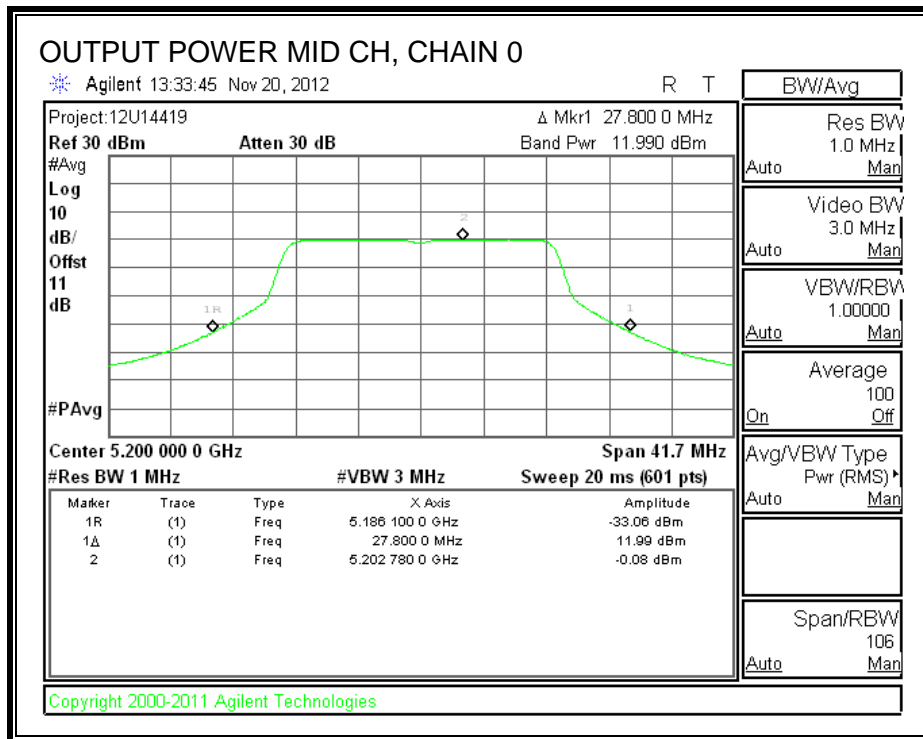 OUTPUT POWER MID CH, CHAIN 0
Agilent 13:33:45 Nov 20, 2012 R T
Project:12U14419 Δ Mkr1 27.800 0 MHz
Ref 30 dBm Atten 30 dB Band Pwr 11.990 dBm
#Avg
Log
10
dB/
Offst
11
dB
#PAvg
2
1R
1
Center 5.200 000 0 GHz Span 41.7 MHz
#Res BW 1 MHz #VBW 3 MHz Sweep 20 ms (601 pts)
Marker Trace Type X Axis Amplitude
1R (1) Freq 5.186 100 0 GHz -33.06 dBm
1Δ (1) Freq 27.800 0 MHz 11.99 dBm
2 (1) Freq 5.202 780 0 GHz -0.08 dBm
BW/Avg
Res BW
1.0 MHz
Auto Man
Video BW
3.0 MHz
Auto Man
VBW/RBW
1.00000
Auto Man
Average
100
On Off
Avg/VBW Type
Pwr (RMS)
Auto Man
Span/RBW
106
Auto Man
Copyright 2000-2011 Agilent Technologies